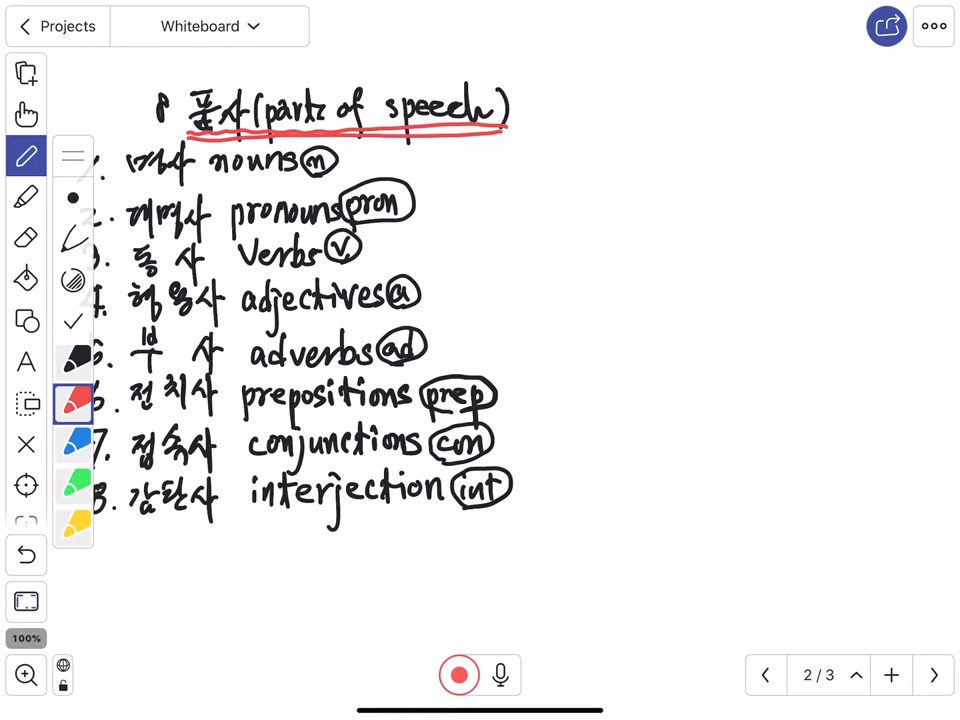 Projects
Whiteboard
8 품사(parts of speech)
1. 명사 nouns n
2. 대명사 pronouns pron
3. 동사 verbs v
4. 형용사 adjectives a
5. 부사 adverbs ad
6. 전치사 prepositions prep
7. 접속사 conjunctions con
8. 감탄사 interjection int
A
100%
2 / 3